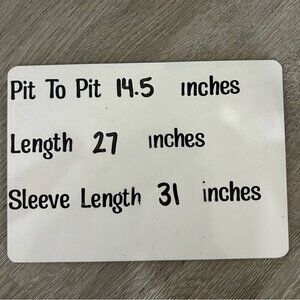 Pit To Pit 14.5 inches
Length 27 inches
Sleeve Length 31 inches